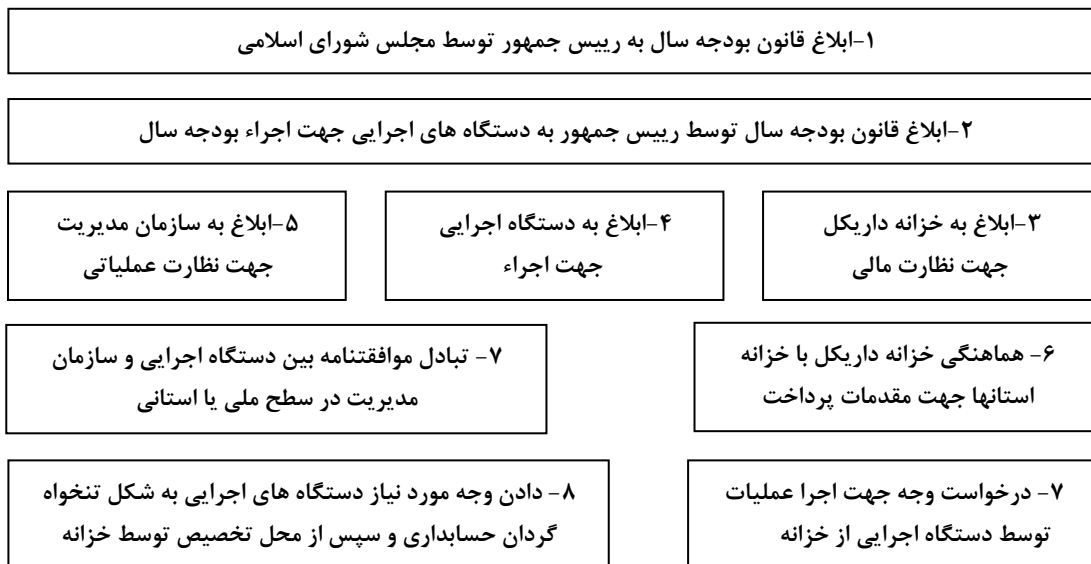 ۱-ابلاغ قانون بودجه سال به رییس جمهور توسط مجلس شورای اسلامی
۲-ابلاغ قانون بودجه سال توسط رییس جمهور به دستگاه های اجرایی جهت اجراء بودجه سال
۳-ابلاغ به خزانه داریکل
جهت نظارت مالی
۴-ابلاغ به دستگاه اجرایی
جهت اجراء
۵-ابلاغ به سازمان مدیریت
جهت نظارت عملیاتی
۶- هماهنگی خزانه داریکل با خزانه
استانها جهت مقدمات پرداخت
۷- تبادل موافقتنامه بین دستگاه اجرایی و سازمان
مدیریت در سطح ملی یا استانی
۷- درخواست وجه جهت اجرا عملیات
توسط دستگاه اجرایی از خزانه
۸- دادن وجه مورد نیاز دستگاه های اجرایی به شکل تنخواه
گردان حسابداری و سپس از محل تخصیص توسط خزانه